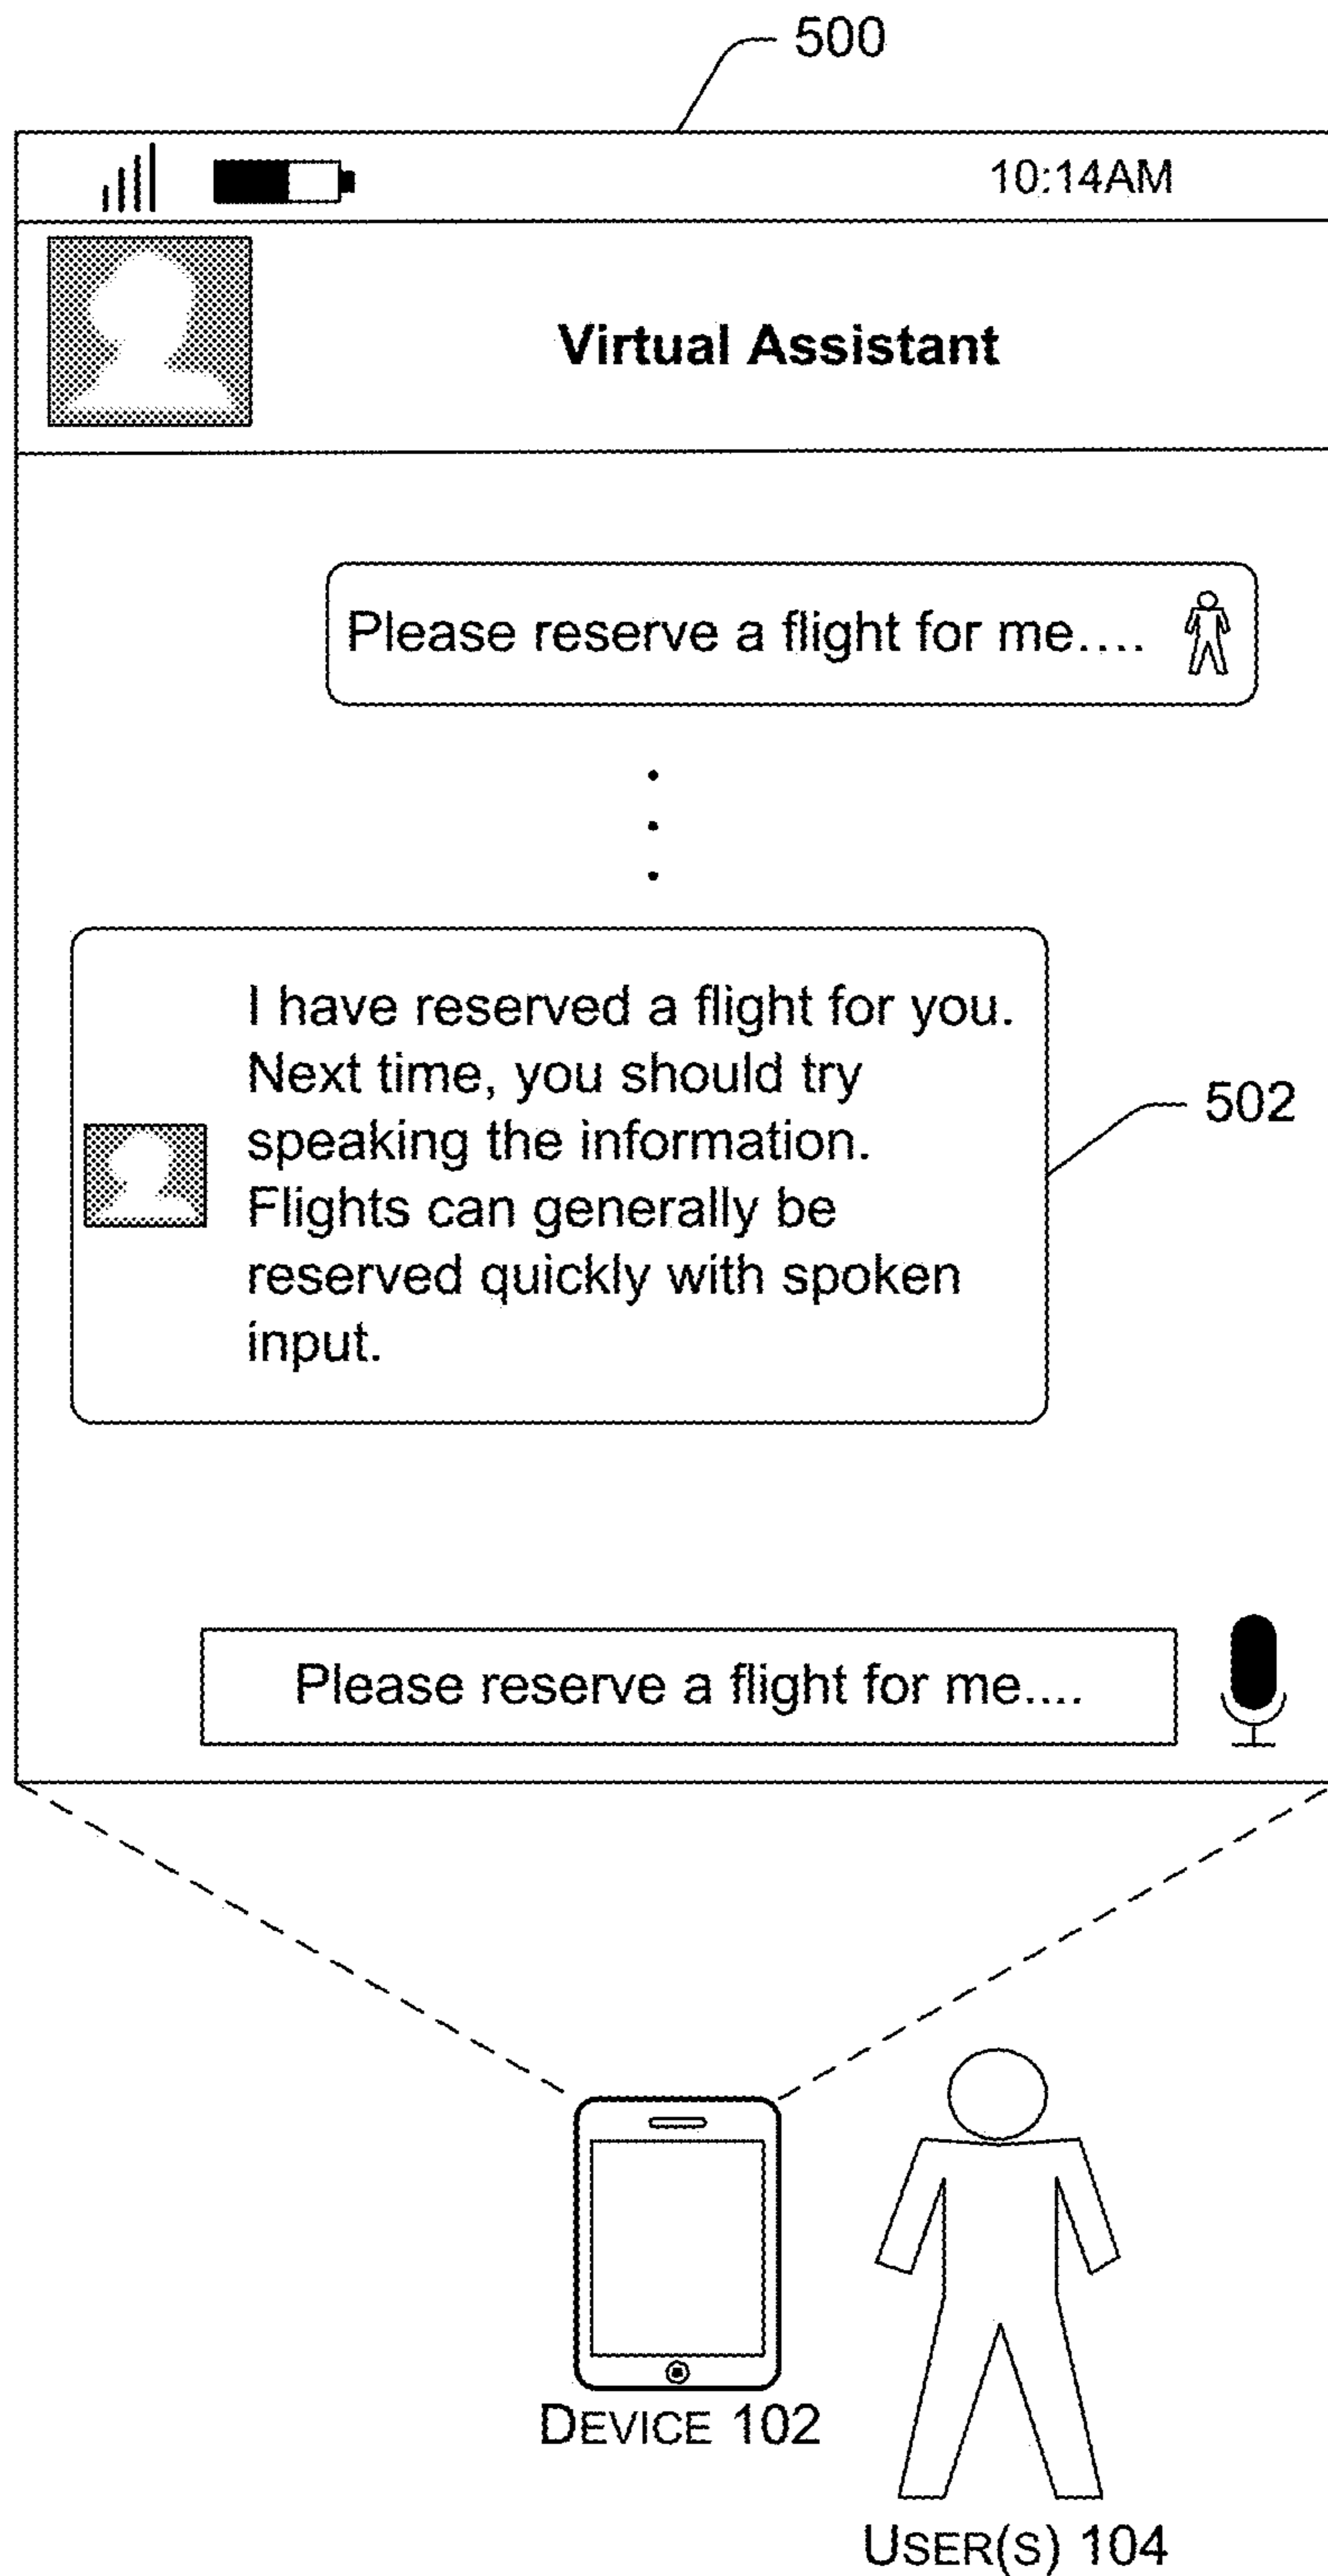 500
10:14AM
Virtual Assistant
Please reserve a flight for me....
I have reserved a flight for you.
Next time, you should try
speaking the information.
Flights can generally be
reserved quickly with spoken
input.
502
Please reserve a flight for me....
DEVICE 102
USER(S) 104